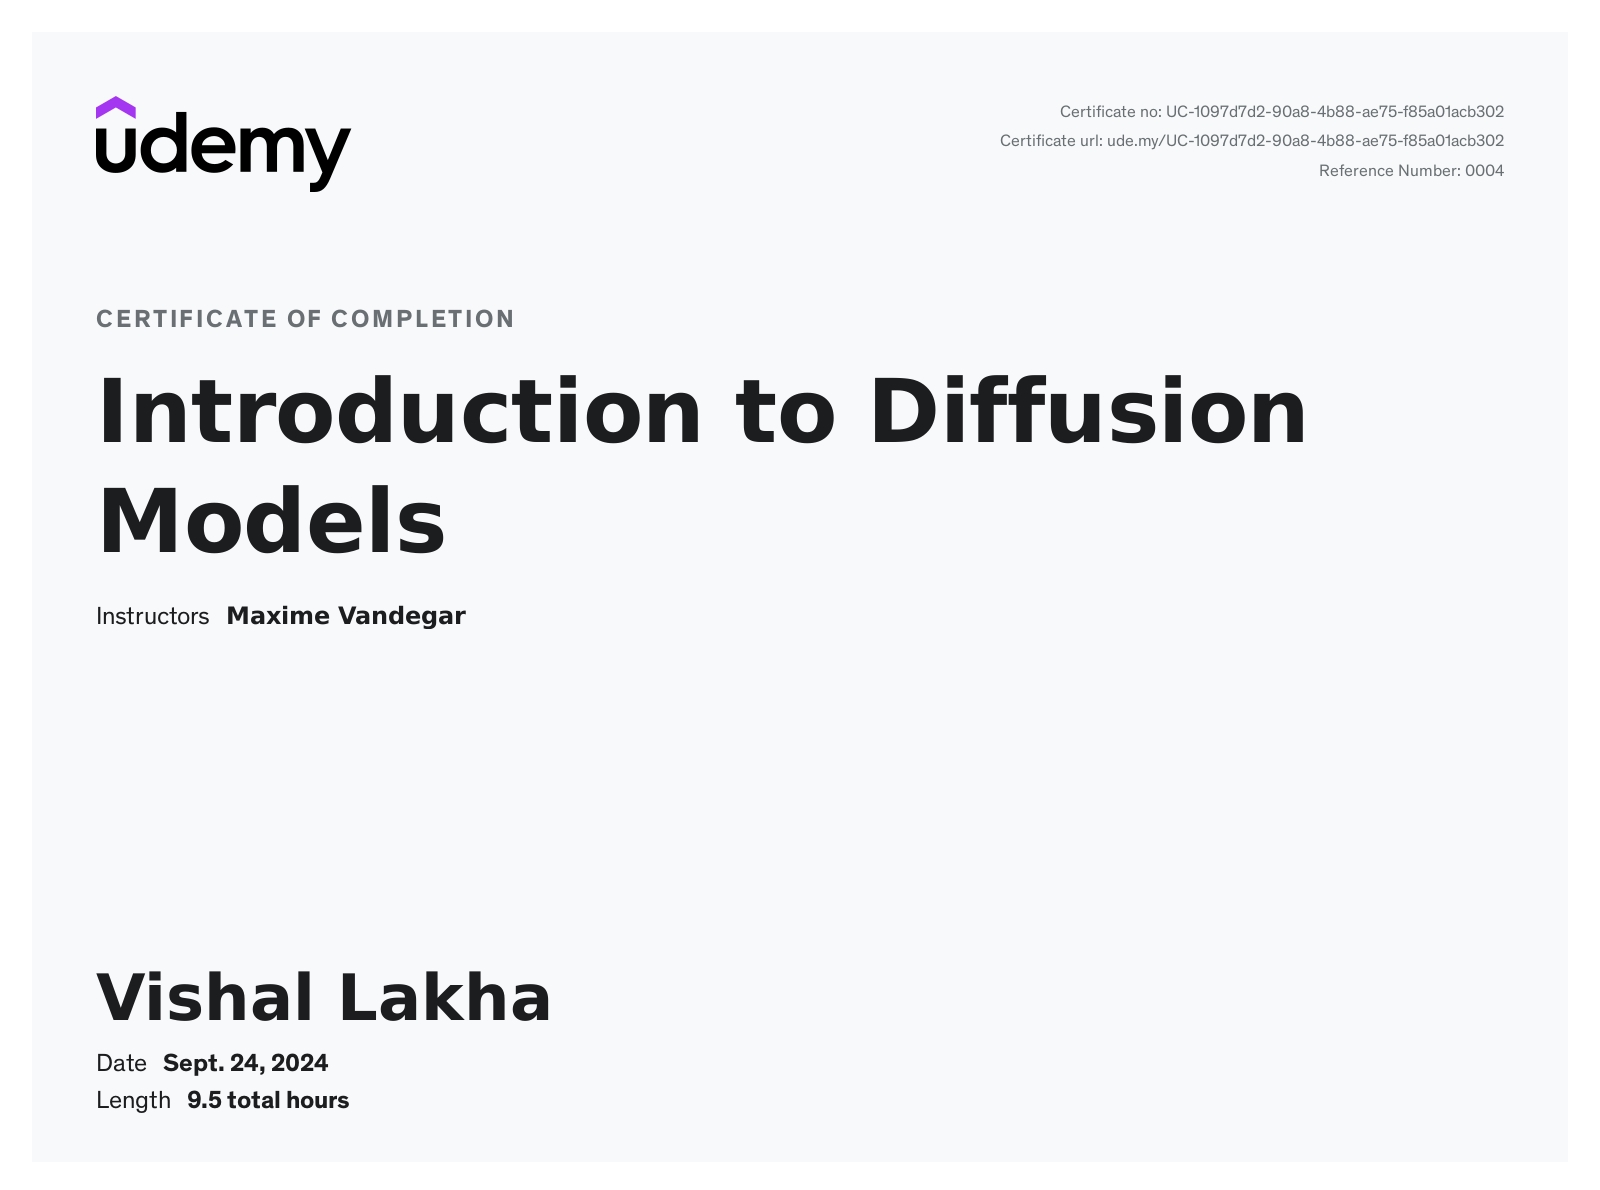 udemy
Certificate no: UC-1097d7d2-90a8-4b88-ae75-f85a01acb302
Certificate url: ude.my/UC-1097d7d2-90a8-4b88-ae75-f85a01acb302
Reference Number: 0004
CERTIFICATE OF COMPLETION
Introduction to Diffusion
Models
Instructors Maxime Vandegar
Vishal Lakha
Date Sept. 24, 2024
Length 9.5 total hours